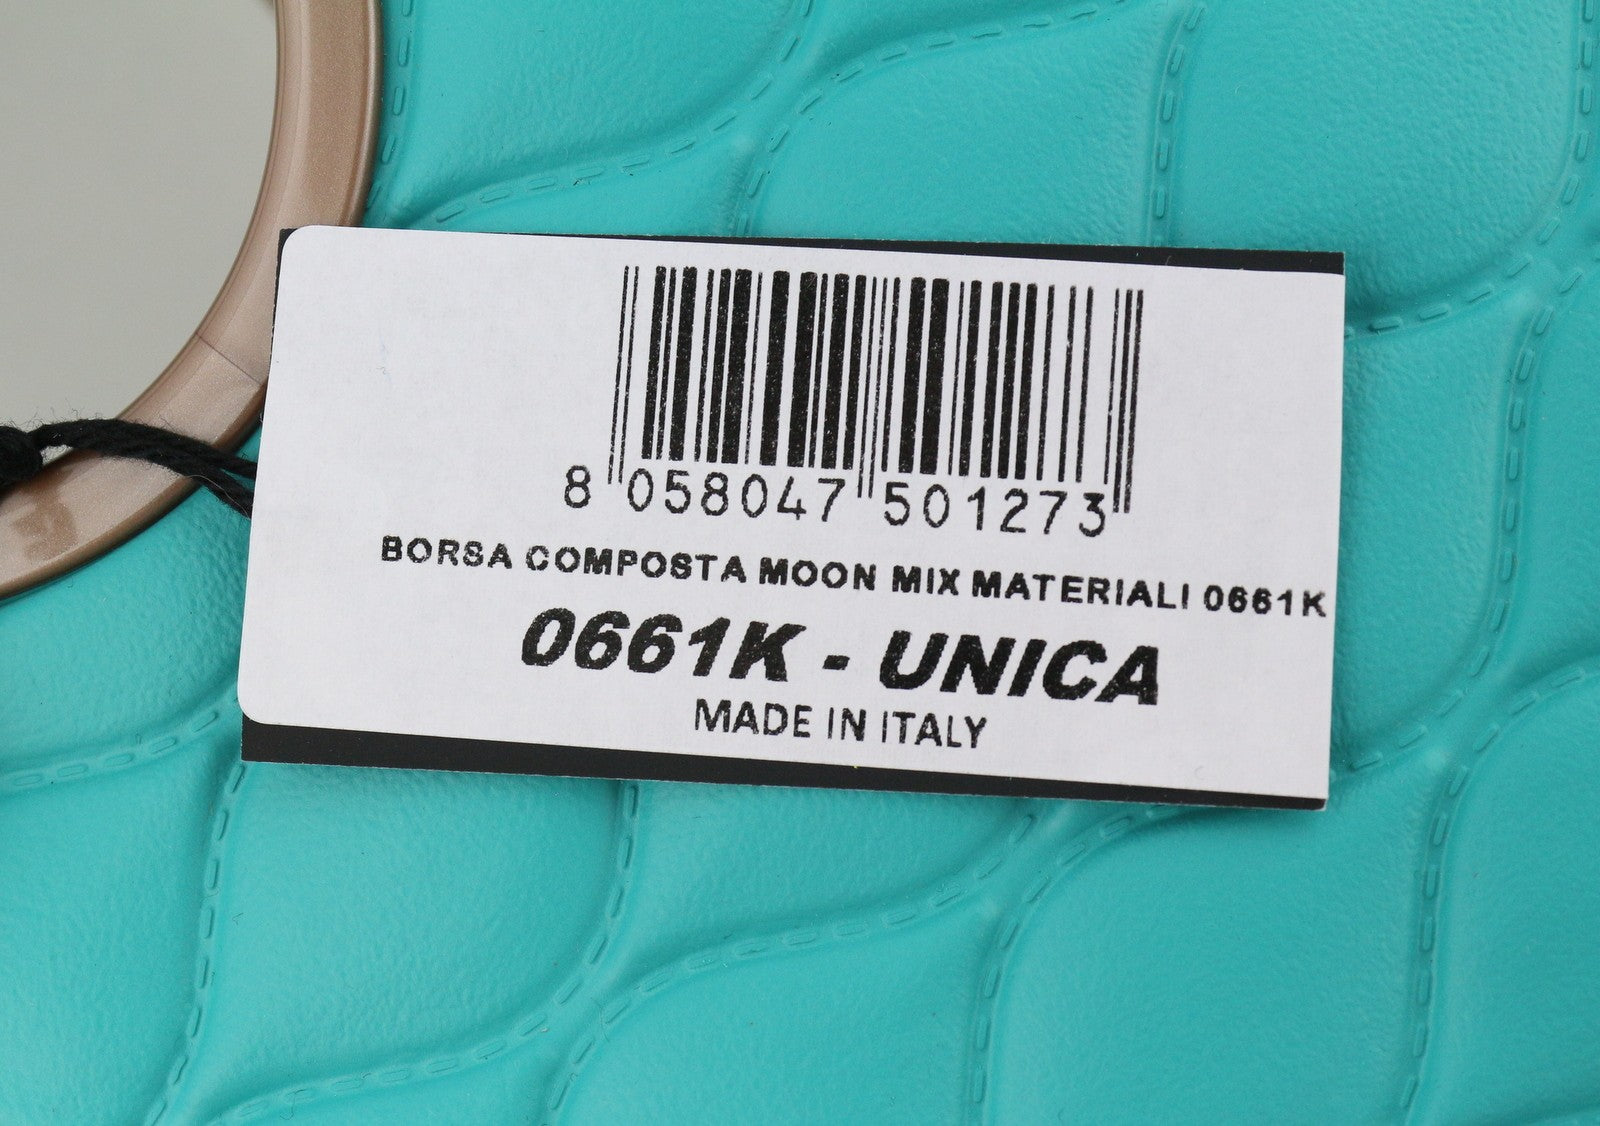 8 058047 501273
BORSA COMPOSTA MOON MIX MATERIALI 0661K
0661K - UNICA
MADE IN ITALY